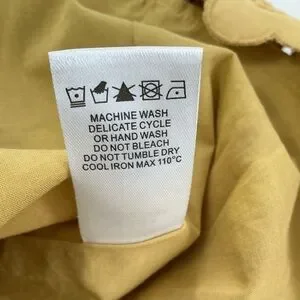 MACHINE WASH
DELICATE CYCLE
OR HAND WASH
DO NOT BLEACH
DO NOT TUMBLE DRY
COOL IRON MAX 110°C